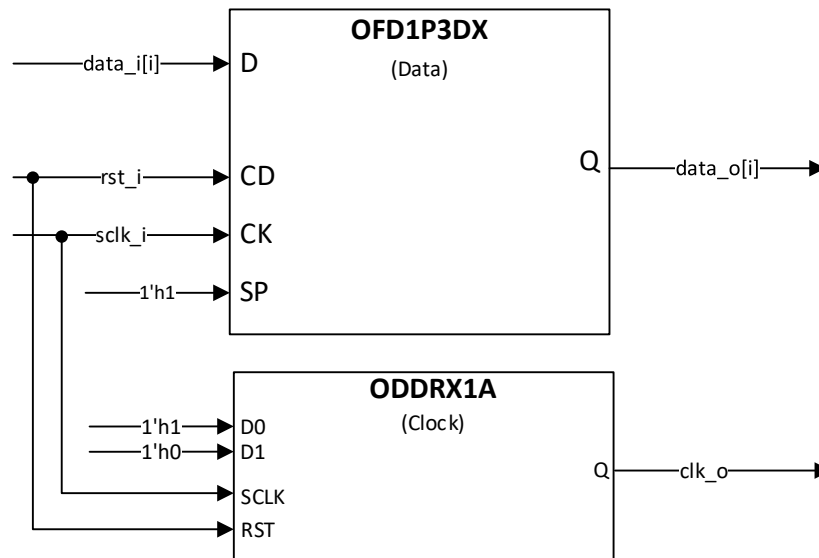 OFD1P3DX
(Data)
data_i[i]
D
rst_i
CD
sclk_i
CK
1'h1
SP
Q
data_o[i]
ODDRX1A
(Clock)
1'h1
D0
1'h0
D1
SCLK
RST
Q
clk_o